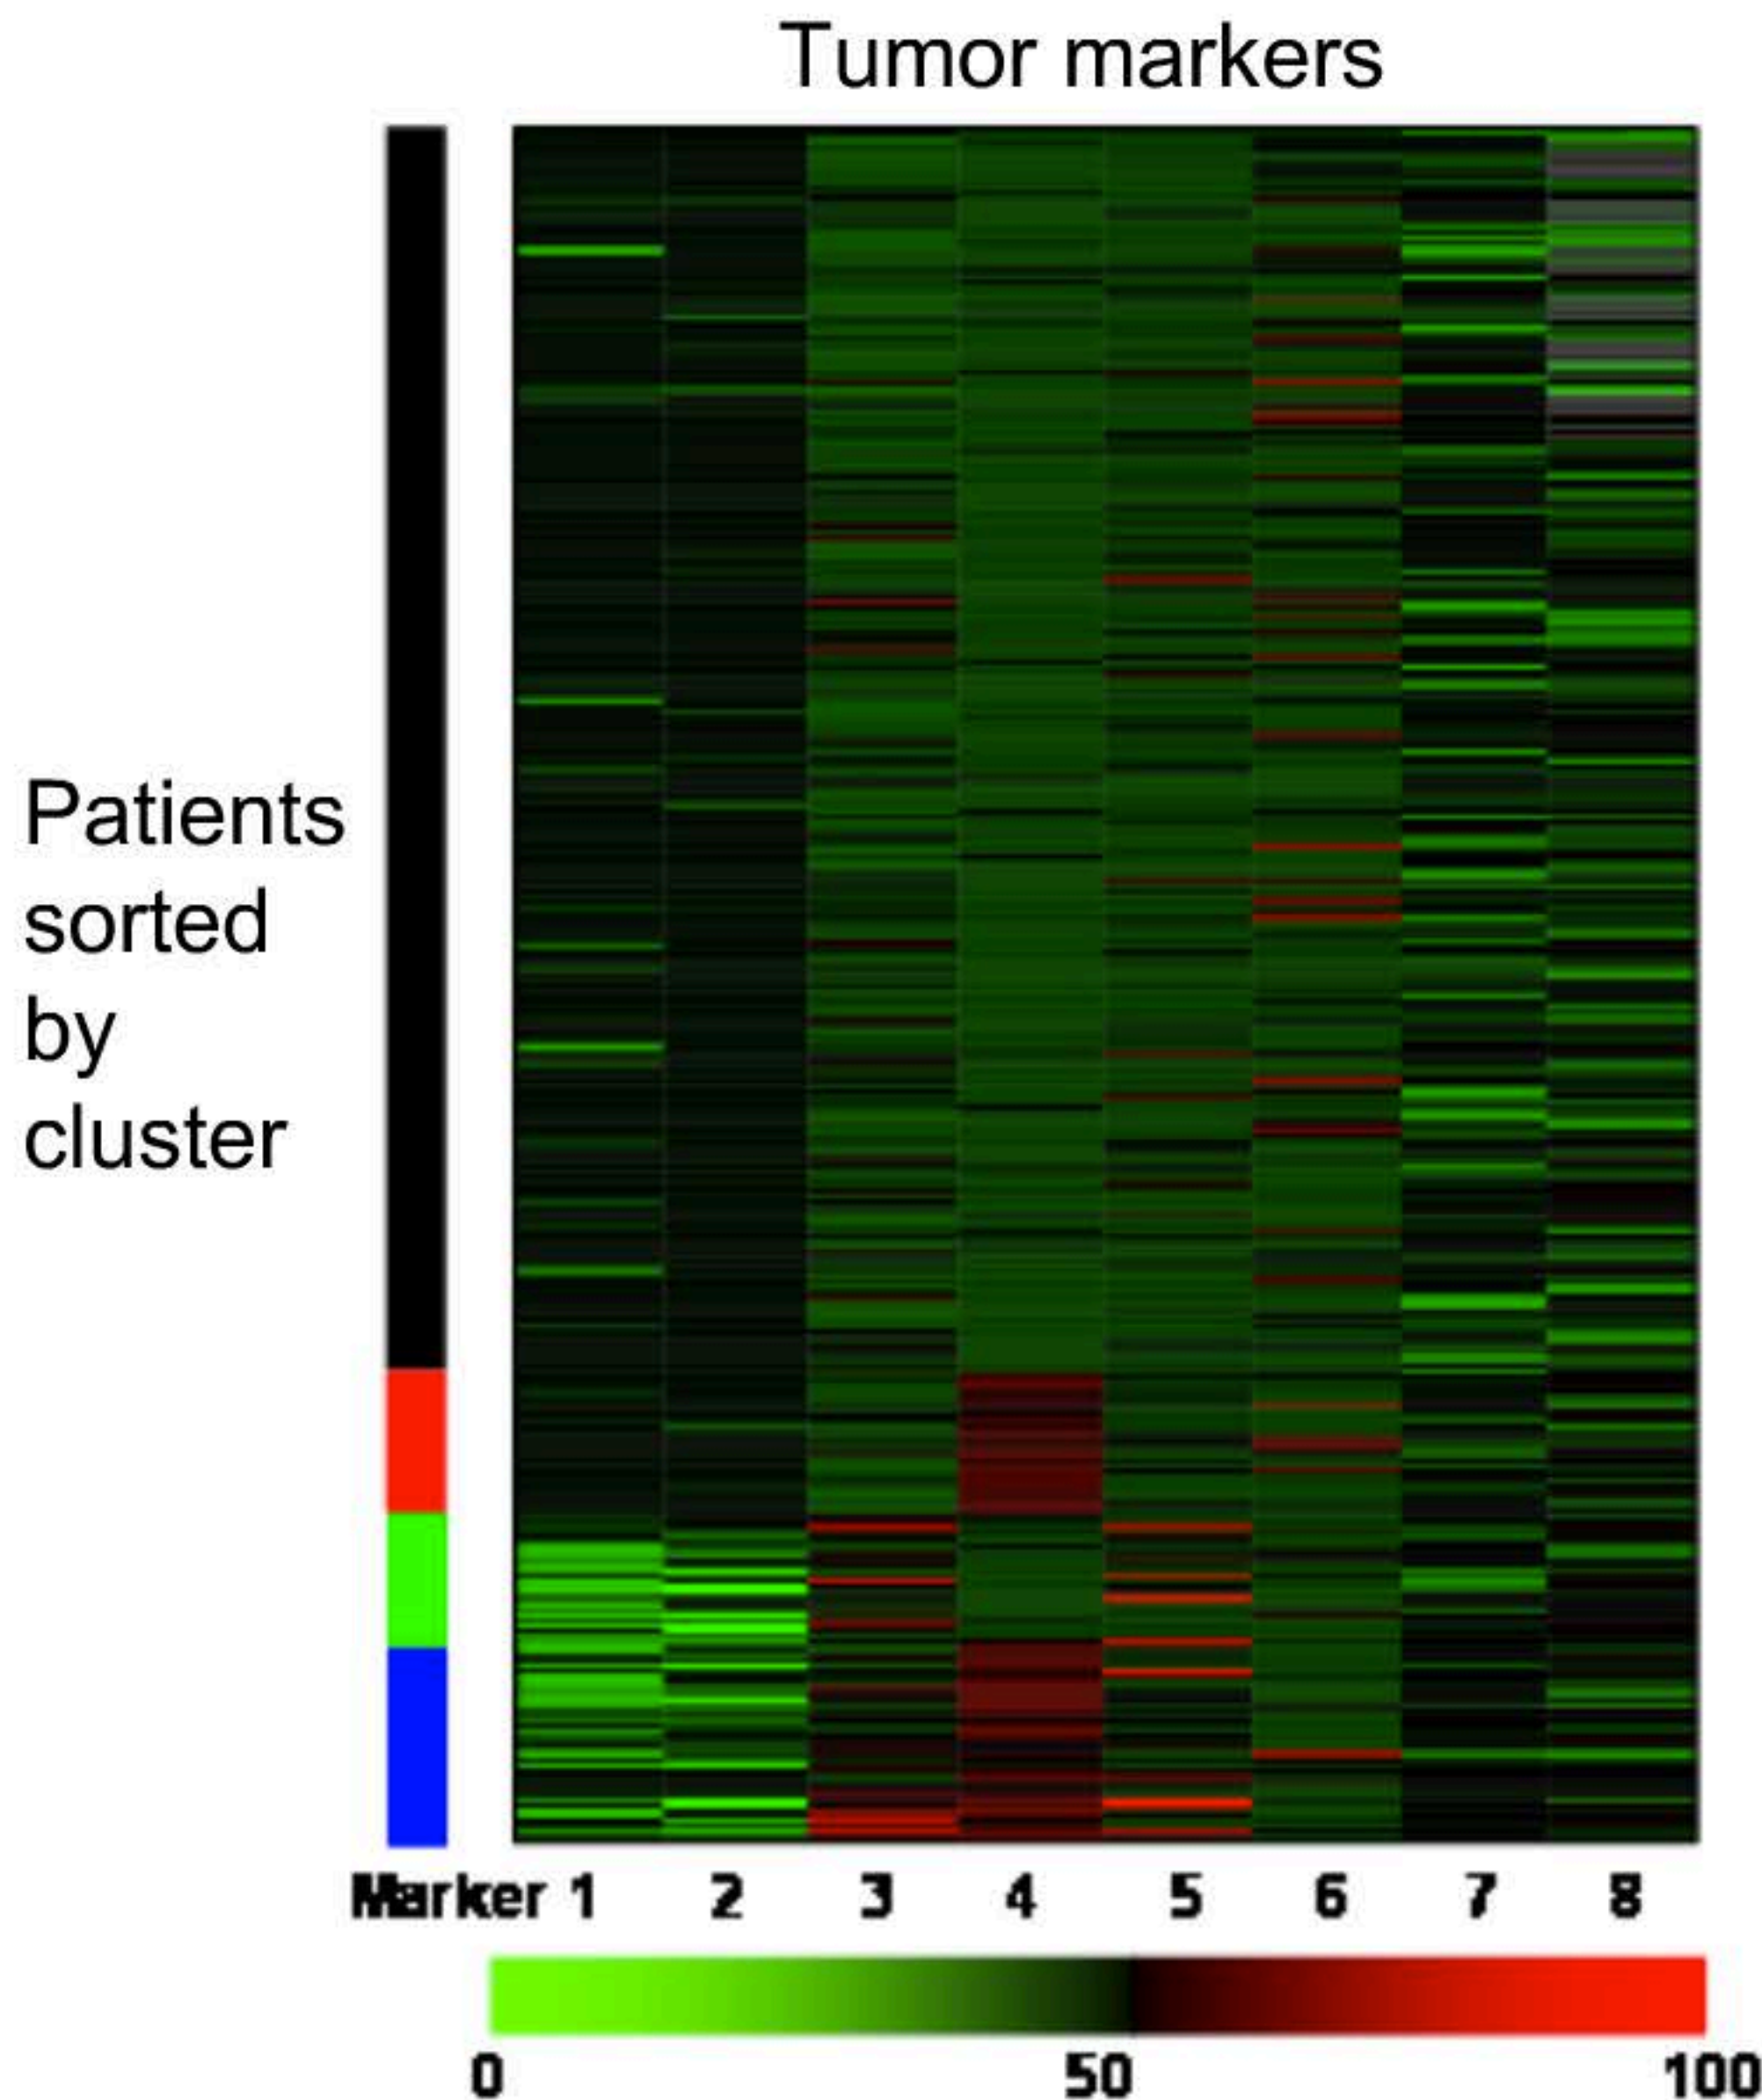 Tumor markers
Patients
sorted
by
cluster
Marker 1 2 3 4 5 6 7 8
0 50 100